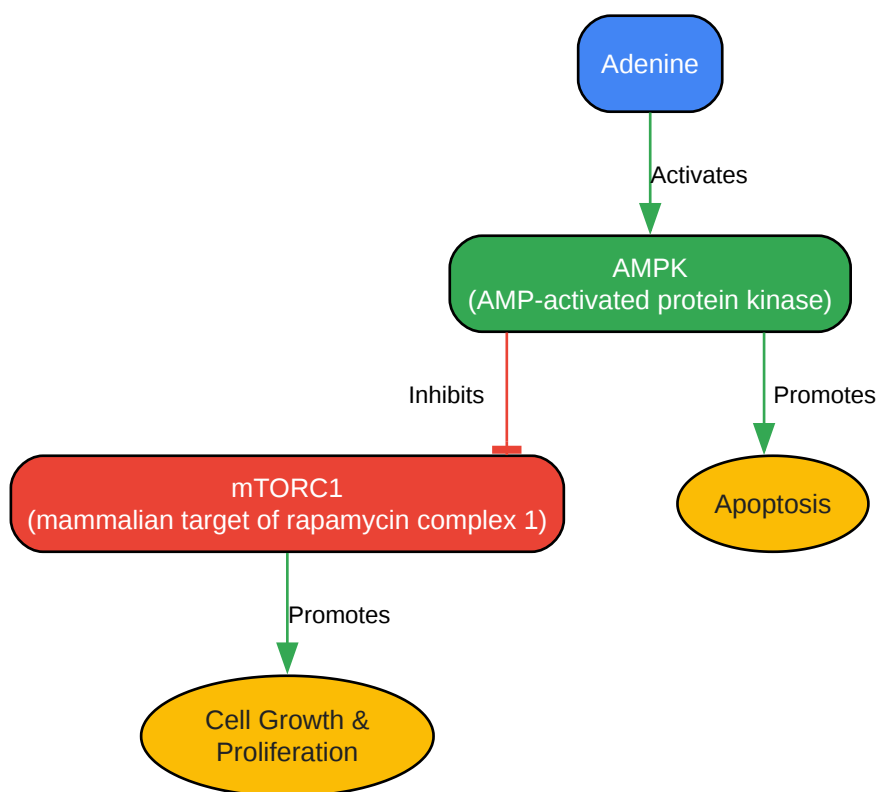 Adenine
Activates
AMPK
(AMP-activated protein kinase)
Inhibits
Promotes
mTORC1
(mammalian target of rapamycin complex 1)
Apoptosis
Promotes
Cell Growth &
Proliferation